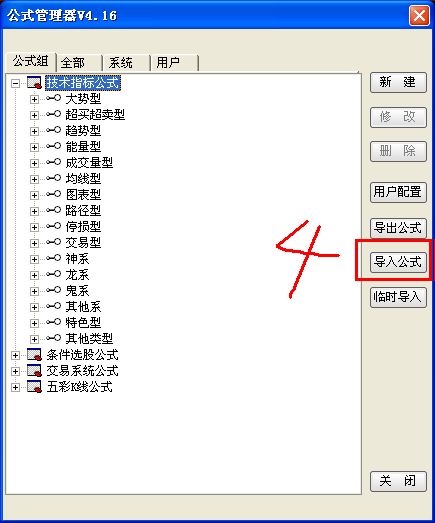 公式管理器V4.16
公式组 全部 系统 用户
技术指标公式
大势型
超买超卖型
趋势型
能量型
成交量型
均线型
图表型
路径型
停损型
交易型
神系
龙系
鬼系
其他系
特色型
其他类型
条件选股公式
交易系统公式
五彩K线公式
新 建
修 改
删 除
用户配置
导出公式
导入公式
临时导入
关 闭
4